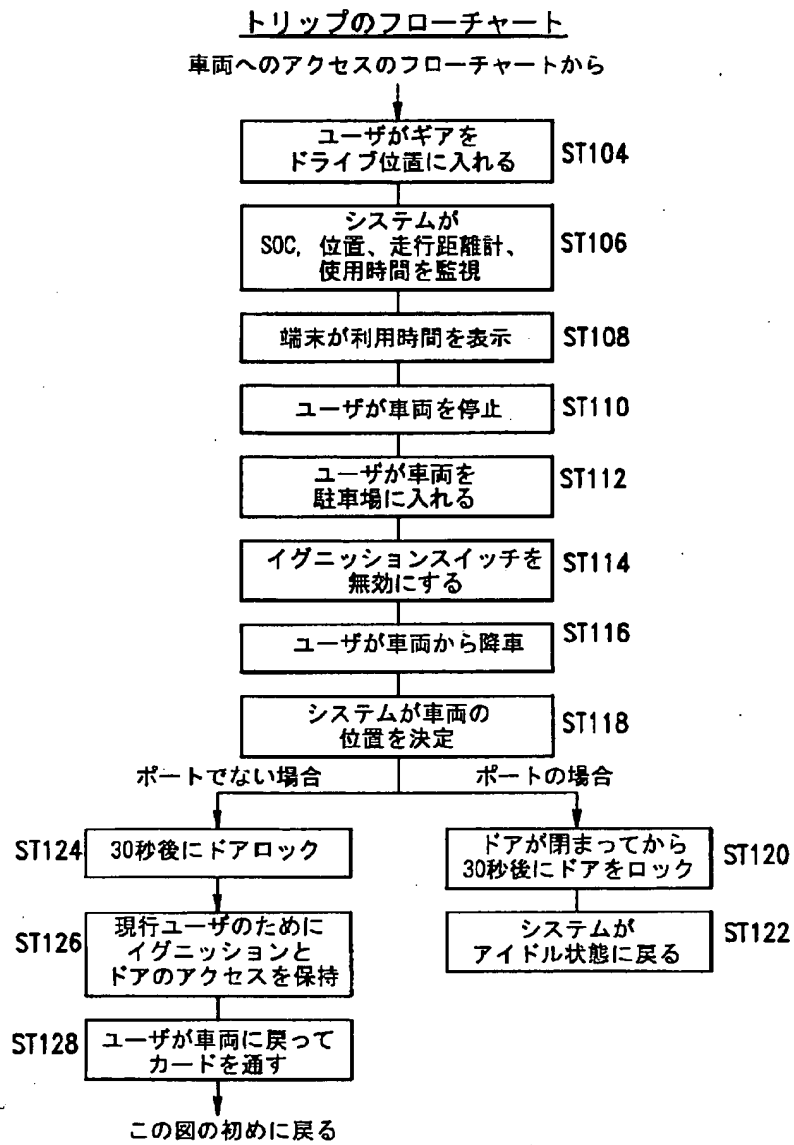 トリップのフローチャート
車両へのアクセスのフローチャートから
ユーザがギアを
ドライブ位置に入れる
ST104
システムが
SOC, 位置、走行距離計、
使用時間を監視
ST106
端末が利用時間を表示
ST108
ユーザが車両を停止
ST110
ユーザが車両を
駐車場に入れる
ST112
イグニッションスイッチを
無効にする
ST114
ユーザが車両から降車
ST116
システムが車両の
位置を決定
ST118
ポートでない場合
ポートの場合
ST124
30秒後にドアロック
ドアが閉まってから
30秒後にドアをロック
ST120
ST126
現行ユーザのために
イグニッションと
ドアのアクセスを保持
システムが
アイドル状態に戻る
ST122
ST128
ユーザが車両に戻って
カードを通す
この図の初めに戻る